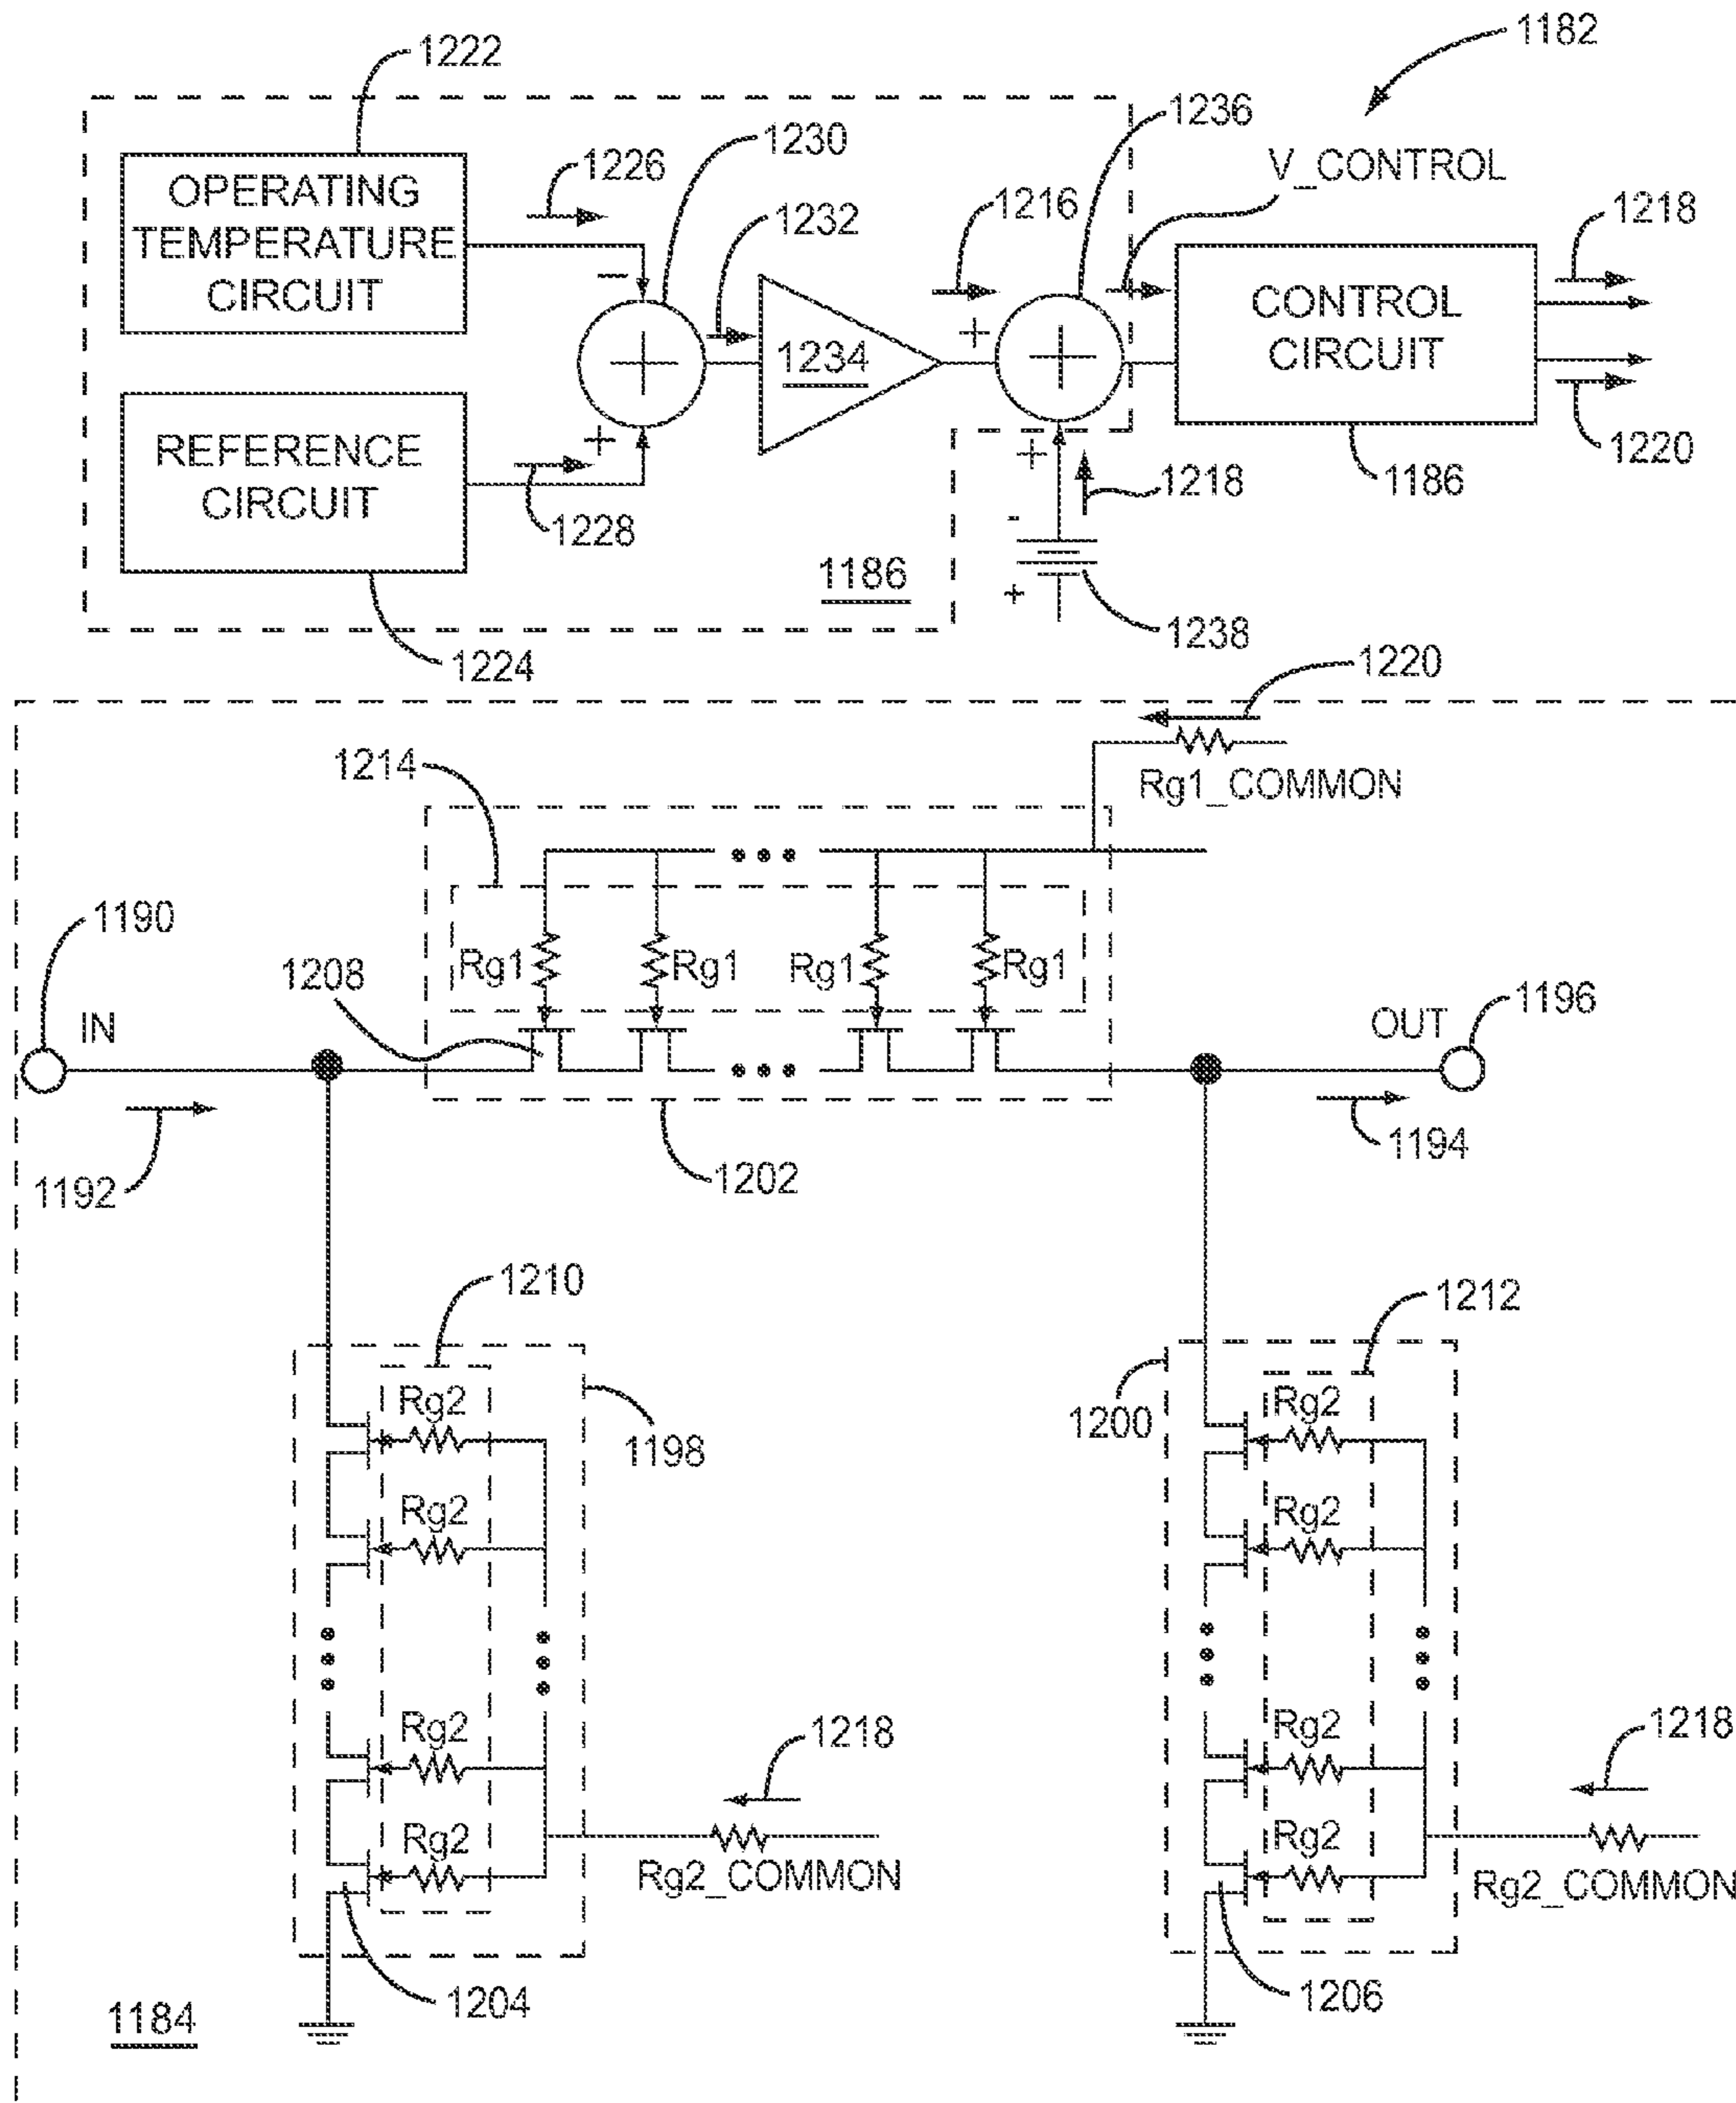 1182
1222
1236
1230
V_CONTROL
1226
1216
1218
OPERATING
TEMPERATURE
CIRCUIT
1232
-
+
+
1234
+
CONTROL
CIRCUIT
REFERENCE
CIRCUIT
+
+
1218
1220
1186
1228
-
1186
+
1238
1224
1220
1214
Rg1_COMMON
1190
Rg1
Rg1
Rg1
Rg1
1208
1196
IN
OUT
1192
1202
1194
1210
1212
Rg2
Rg2
1200
1198
Rg2
Rg2
Rg2
1218
Rg2
1218
Rg2
Rg2
Rg2_COMMON
Rg2_COMMON
1204
1206
1184